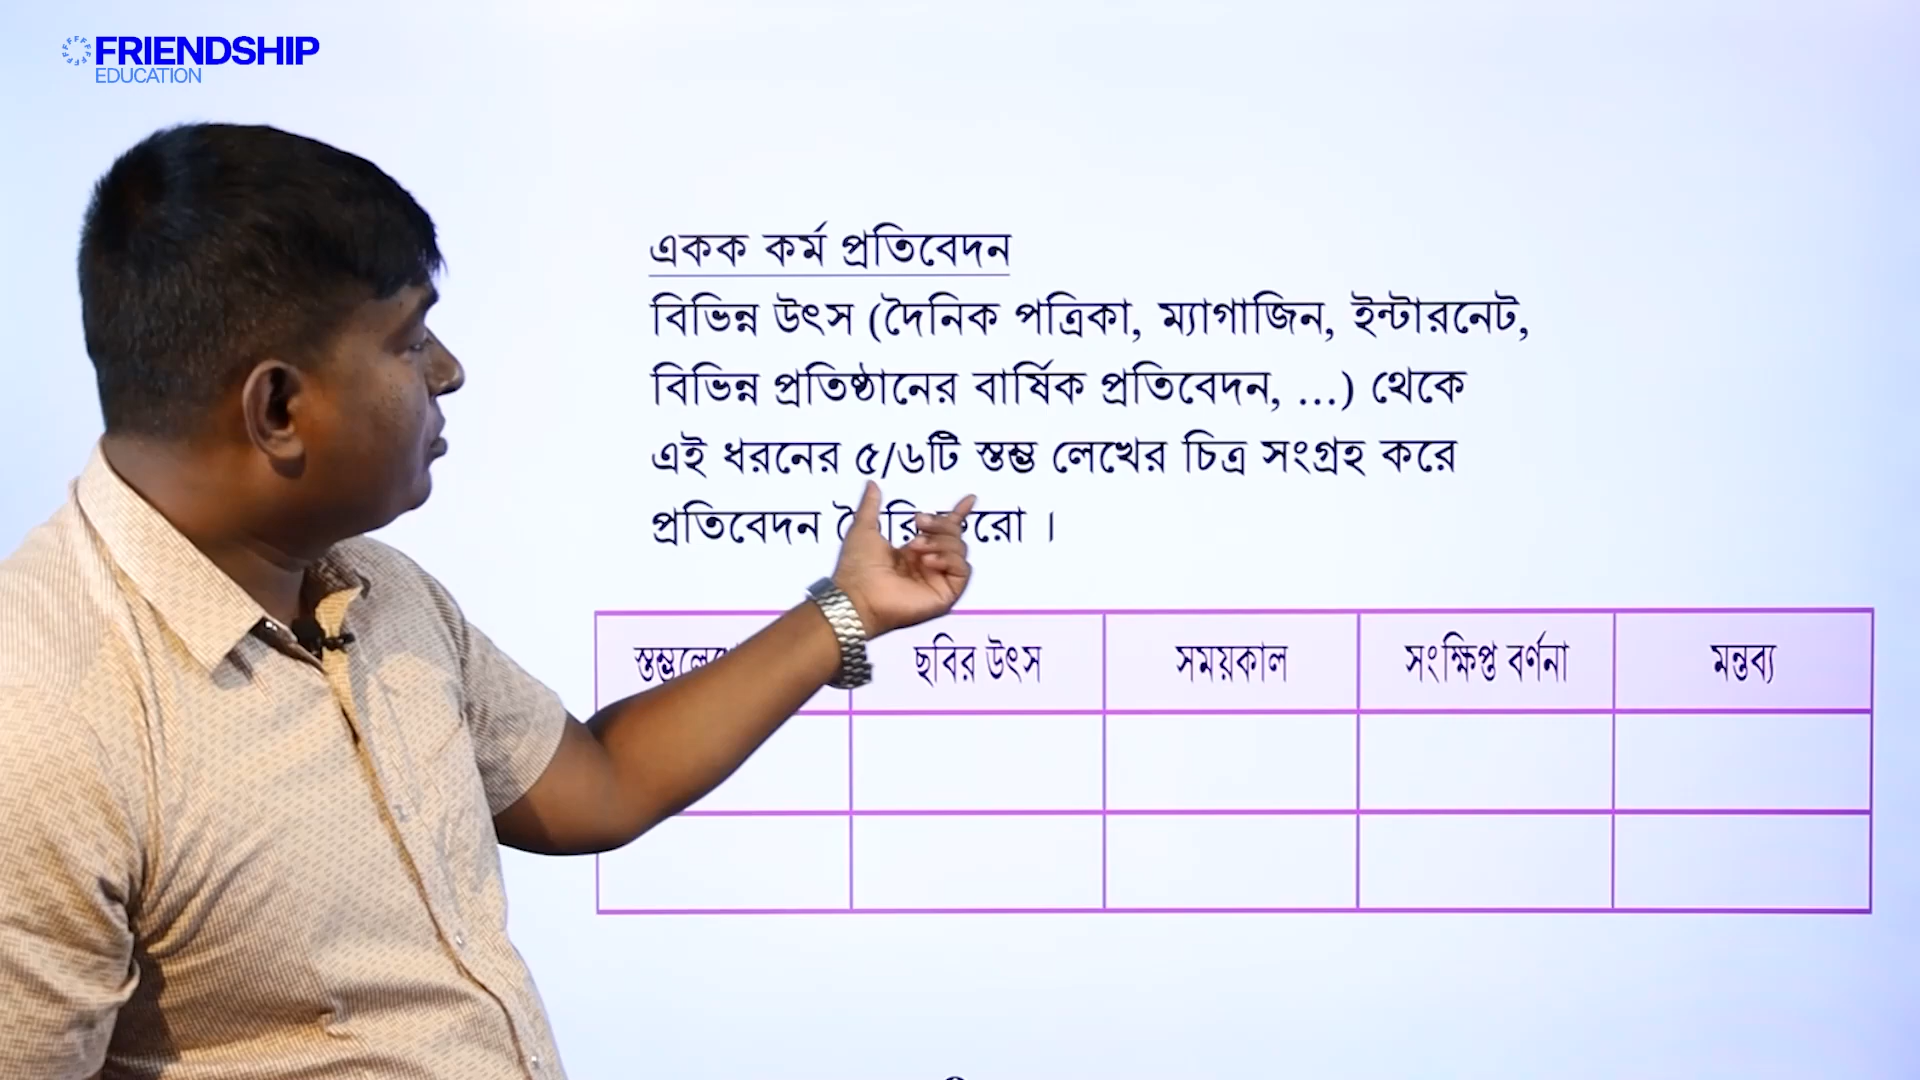 FRIENDSHIP
EDUCATION
একক কর্ম প্রতিবেদন
বিভিন্ন উৎস (দৈনিক পত্রিকা, ম্যাগাজিন, ইন্টারনেট,
বিভিন্ন প্রতিষ্ঠানের বার্ষিক প্রতিবেদন, ...) থেকে
এই ধরনের ৫/৬টি স্তম্ভ লেখের চিত্র সংগ্রহ করে
প্রতিবেদন তৈরি করো ।
ছবির উৎস সময়কাল সংক্ষিপ্ত বর্ণনা মন্তব্য